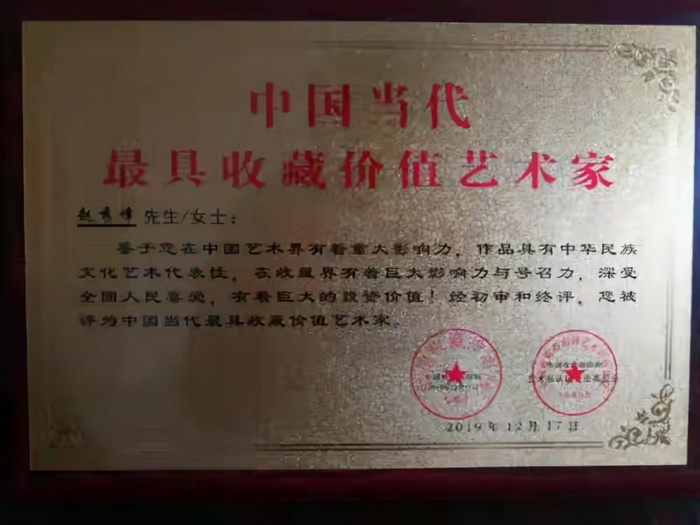 中国当代
最具收藏价值艺术家
先生/女士：
鉴于您在中国艺术界有着重大影响力，作品具有中华民族
文化艺术代表性，在收藏界有着巨大影响力与号召力，深受
全国人民喜爱，有着巨大的投资价值！经初审和终评，您被
评为中国当代最具收藏价值艺术家。
2019年12月17日